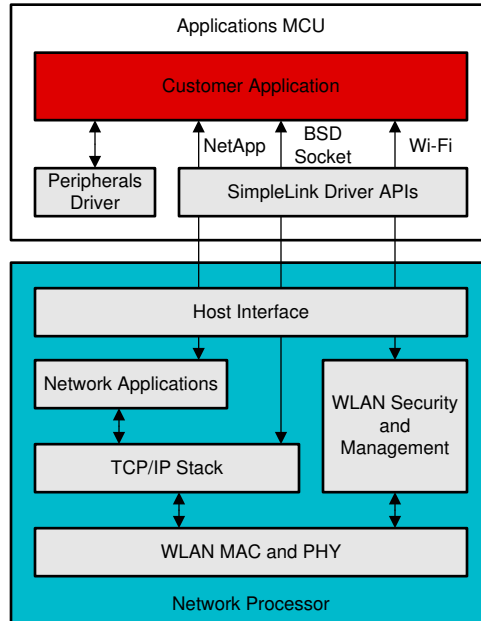 Applications MCU
Customer Application
NetApp
BSD
Socket
Wi-Fi
Peripherals
Driver
SimpleLink Driver APIs
Host Interface
Network Applications
WLAN Security
and
Management
TCP/IP Stack
WLAN MAC and PHY
Network Processor